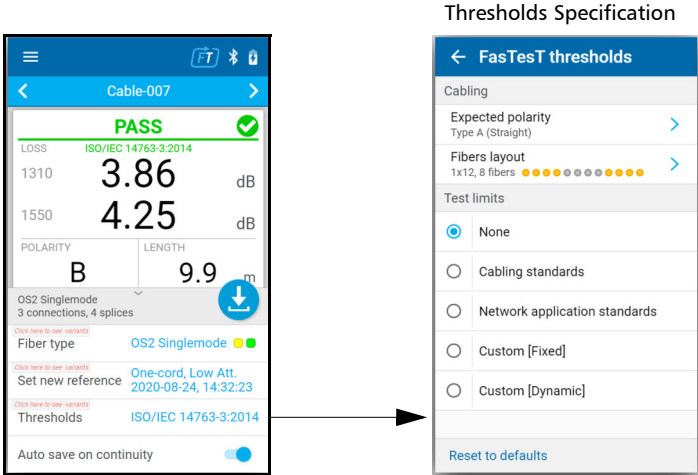 Thresholds Specification
FT
Cable-007
PASS
LOSS ISO/IEC 14763-3:2014
1310 3.86 dB
1550 4.25 dB
POLARITY LENGTH
B 9.9 m
OS2 Singlemode
3 connections, 4 splices
Click here to see variants
Fiber type OS2 Singlemode
Click here to see variants
Set new reference One-cord, Low Att.
2020-08-24, 14:32:23
Click here to see variants
Thresholds ISO/IEC 14763-3:2014
Auto save on continuity
FasTesT thresholds
Cabling
Expected polarity
Type A (Straight)
Fibers layout
1x12, 8 fibers
Test limits
None
Cabling standards
Network application standards
Custom [Fixed]
Custom [Dynamic]
Reset to defaults